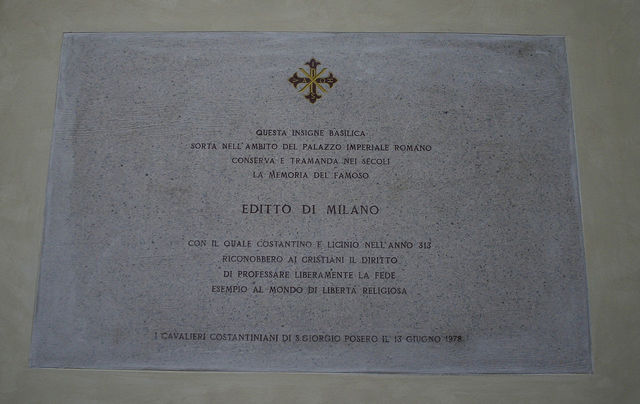 QUESTA INSIGNE BASILICA
SORTA NELL'AMBITO DEL PALAZZO IMPERIALE ROMANO
CONSERVA E TRAMANDA NEI SECOLI
LA MEMORIA DEL FAMOSO
EDITTO DI MILANO
CON IL QUALE COSTANTINO E LICINIO NELL'ANNO 313
RICONOBBERO AI CRISTIANI IL DIRITTO
DI PROFESSARE LIBERAMENTE LA FEDE
ESEMPIO AL MONDO DI LIBERTÀ RELIGIOSA
I CAVALIERI COSTANTINIANI DI S.GIORGIO POSERO IL 13 GIUGNO 1978